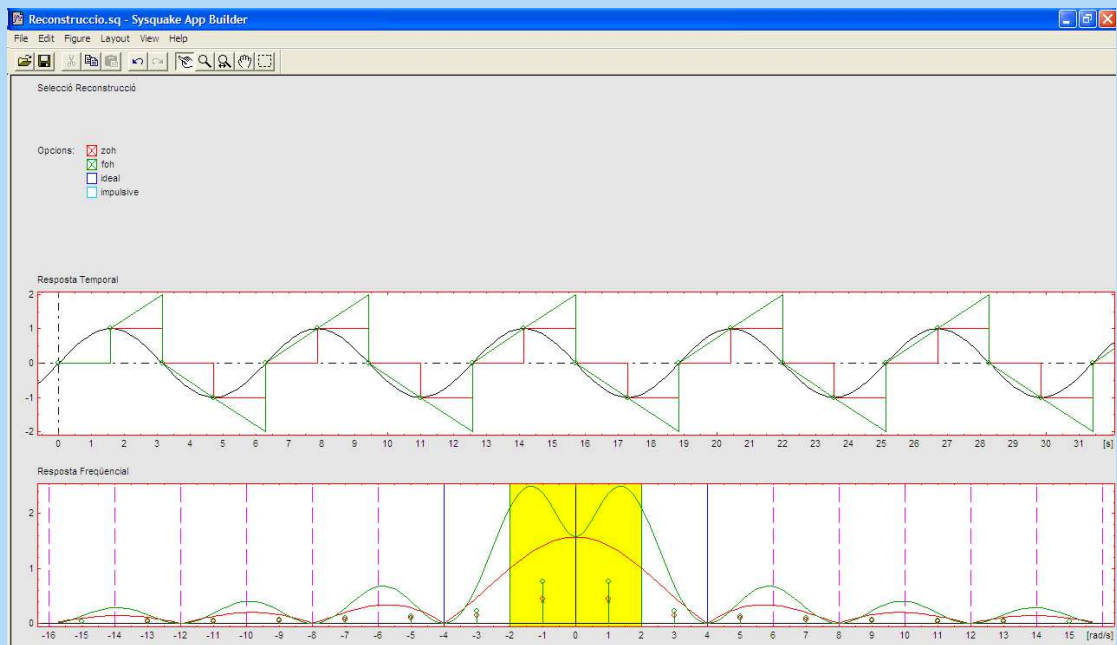 Reconstruccio.sq - Sysquake App Builder
File Edit Figure Layout View Help
Selecció Reconstrucció
Opcions:
zoh
foh
ideal
impulsive
Resposta Temporal
2
1
0
-1
-2
0 1 2 3 4 5 6 7 8 9 10 11 12 13 14 15 16 17 18 19 20 21 22 23 24 25 26 27 28 29 30 31 [s]
Resposta Freqüencial
2
1
0
-16 -15 -14 -13 -12 -11 -10 -9 -8 -7 -6 -5 -4 -3 -2 -1 0 1 2 3 4 5 6 7 8 9 10 11 12 13 14 15 [rad/s]